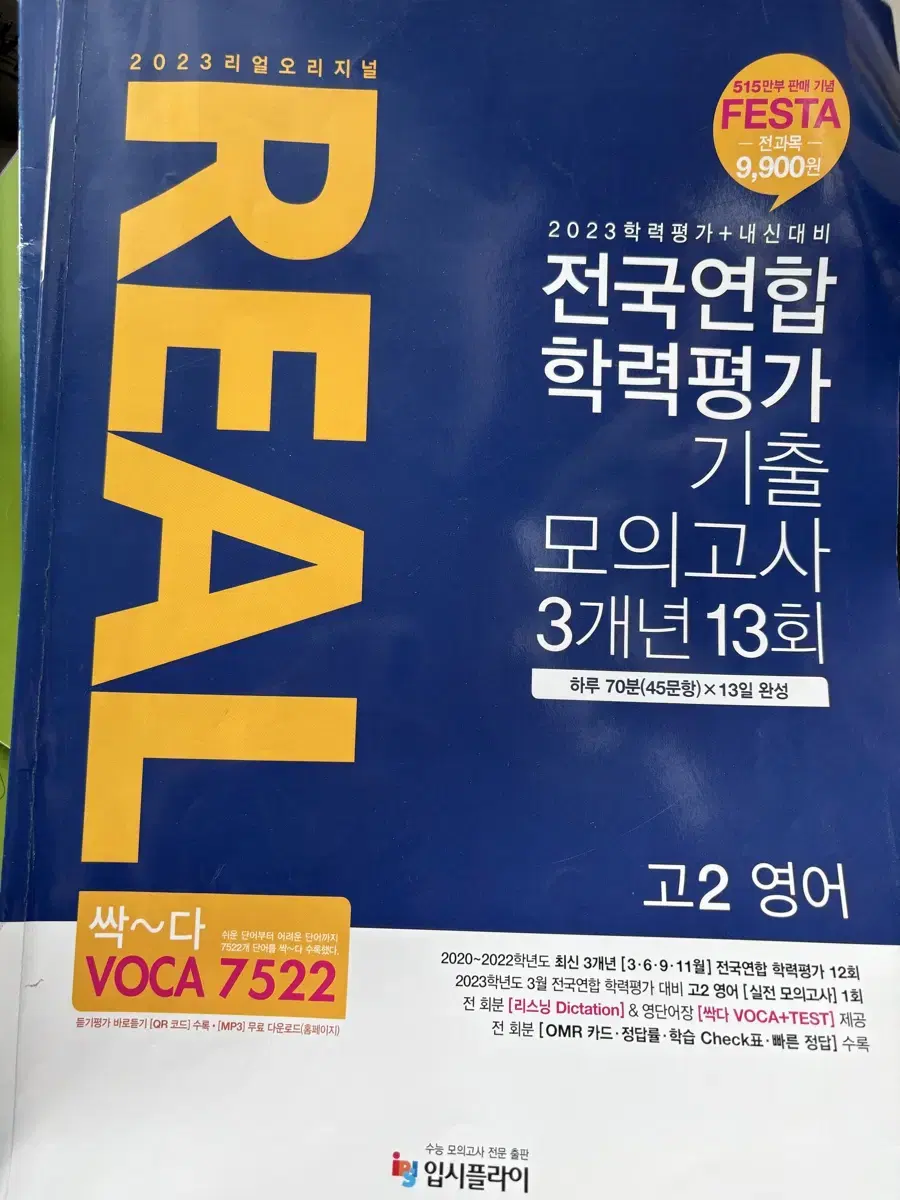 2023리얼오리지널
REAL
515만부 판매 기념
FESTA
전과목
9,900원
2023학력평가+내신대비
전국연합
학력평가
기출
모의고사
3개년 13회
하루 70분(45문항)×13일 완성
고2 영어
싹~다
쉬운 단어부터 어려운 단어까지
7522개 단어를 싹~다 수록했다.
VOCA 7522
듣기평가 바로듣기 [QR 코드] 수록·[MP3] 무료 다운로드(홈페이지)
2020~2022학년도 최신 3개년 [3·6·9·11월] 전국연합 학력평가 12회
2023학년도 3월 전국연합 학력평가 대비 고2 영어 [실전 모의고사] 1회
전 회분 [리스닝 Dictation] & 영단어장 [싹다 VOCA+TEST] 제공
전 회분 [OMR 카드·정답률·학습 Check표·빠른 정답] 수록
수능 모의고사 전문 출판
ipsi 입시플라이